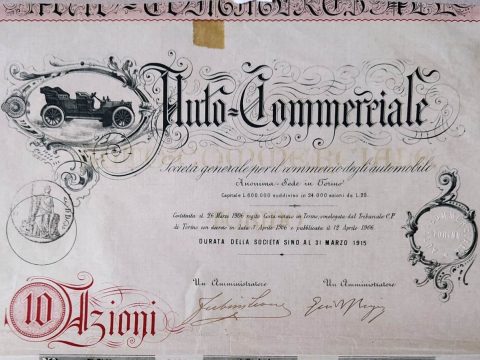 Auto-Commerciale
Società generale per il commercio degli automobili
Anonima-Sede in Torino
Capitale L. 600.000 suddiviso in 24.000 azioni da L. 25.
Costituita il 26 Marzo 1906 rogito notaio in Torino, omologata dal Tribunale C.P.
di Torino con decreto in data Aprile 1906 e pubblicata il 12 Aprile 1906.
DURATA DELLA SOCIETÀ SINO AL 31 MARZO 1915
Un Amministratore Un Amministratore
10 Azioni